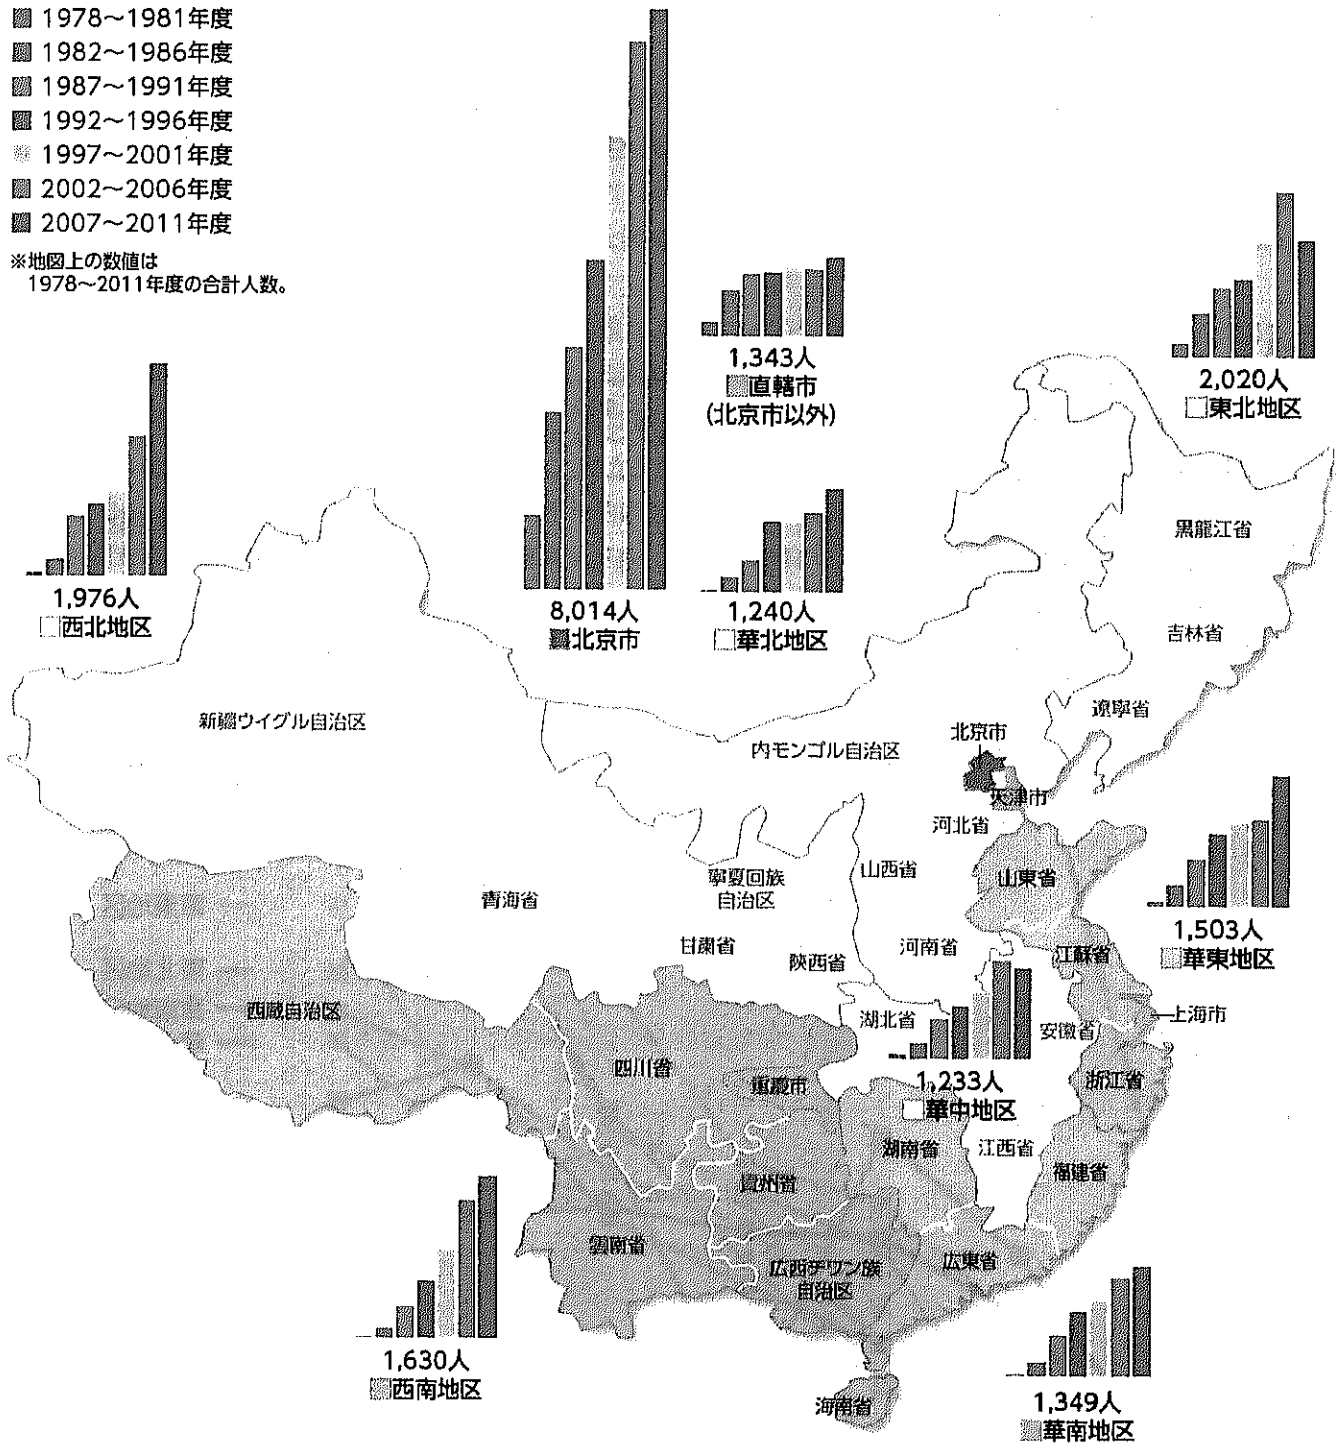 1978～1981年度
1982～1986年度
1987～1991年度
1992～1996年度
1997～2001年度
2002～2006年度
2007～2011年度
※地図上の数値は
1978～2011年度の合計人数。
1,343人
直轄市
(北京市以外)
2,020人
東北地区
1,976人
西北地区
8,014人
北京市
1,240人
華北地区
黒龍江省
吉林省
遼寧省
新疆ウイグル自治区
内モンゴル自治区
北京市
天津市
河北省
山西省
山東省
寧夏回族
自治区
青海省
甘粛省
陝西省
河南省
江蘇省
1,503人
華東地区
西蔵自治区
湖北省
安徽省
上海市
四川省
重慶市
1,233人
華中地区
浙江省
湖南省
江西省
福建省
貴州省
雲南省
広西チワン族
自治区
広東省
1,630人
西南地区
海南省
1,349人
華南地区